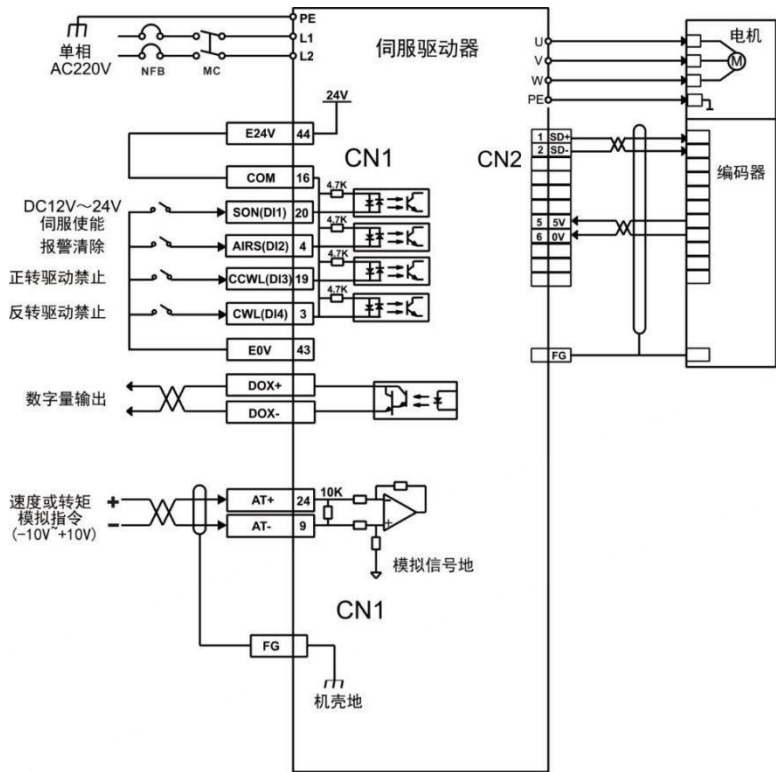 PE
L1
L2
单相
AC220V
NFB
MC
伺服驱动器
U
V
W
PE
电机
M
24V
E24V
44
CN1
COM
16
4.7K
DC12V～24V
伺服使能
SON(DI1)
20
4.7K
报警清除
AIRS(DI2)
4
4.7K
正转驱动禁止
CCWL(DI3)
19
4.7K
反转驱动禁止
CWL(DI4)
3
E0V
43
CN2
1
SD+
2
SD-
5
5V
6
0V
编码器
FG
数字量输出
DOX+
DOX-
速度或转矩
模拟指令
(-10V~+10V)
+
−
AT+
24
AT-
9
10K
−
+
模拟信号地
CN1
FG
机壳地